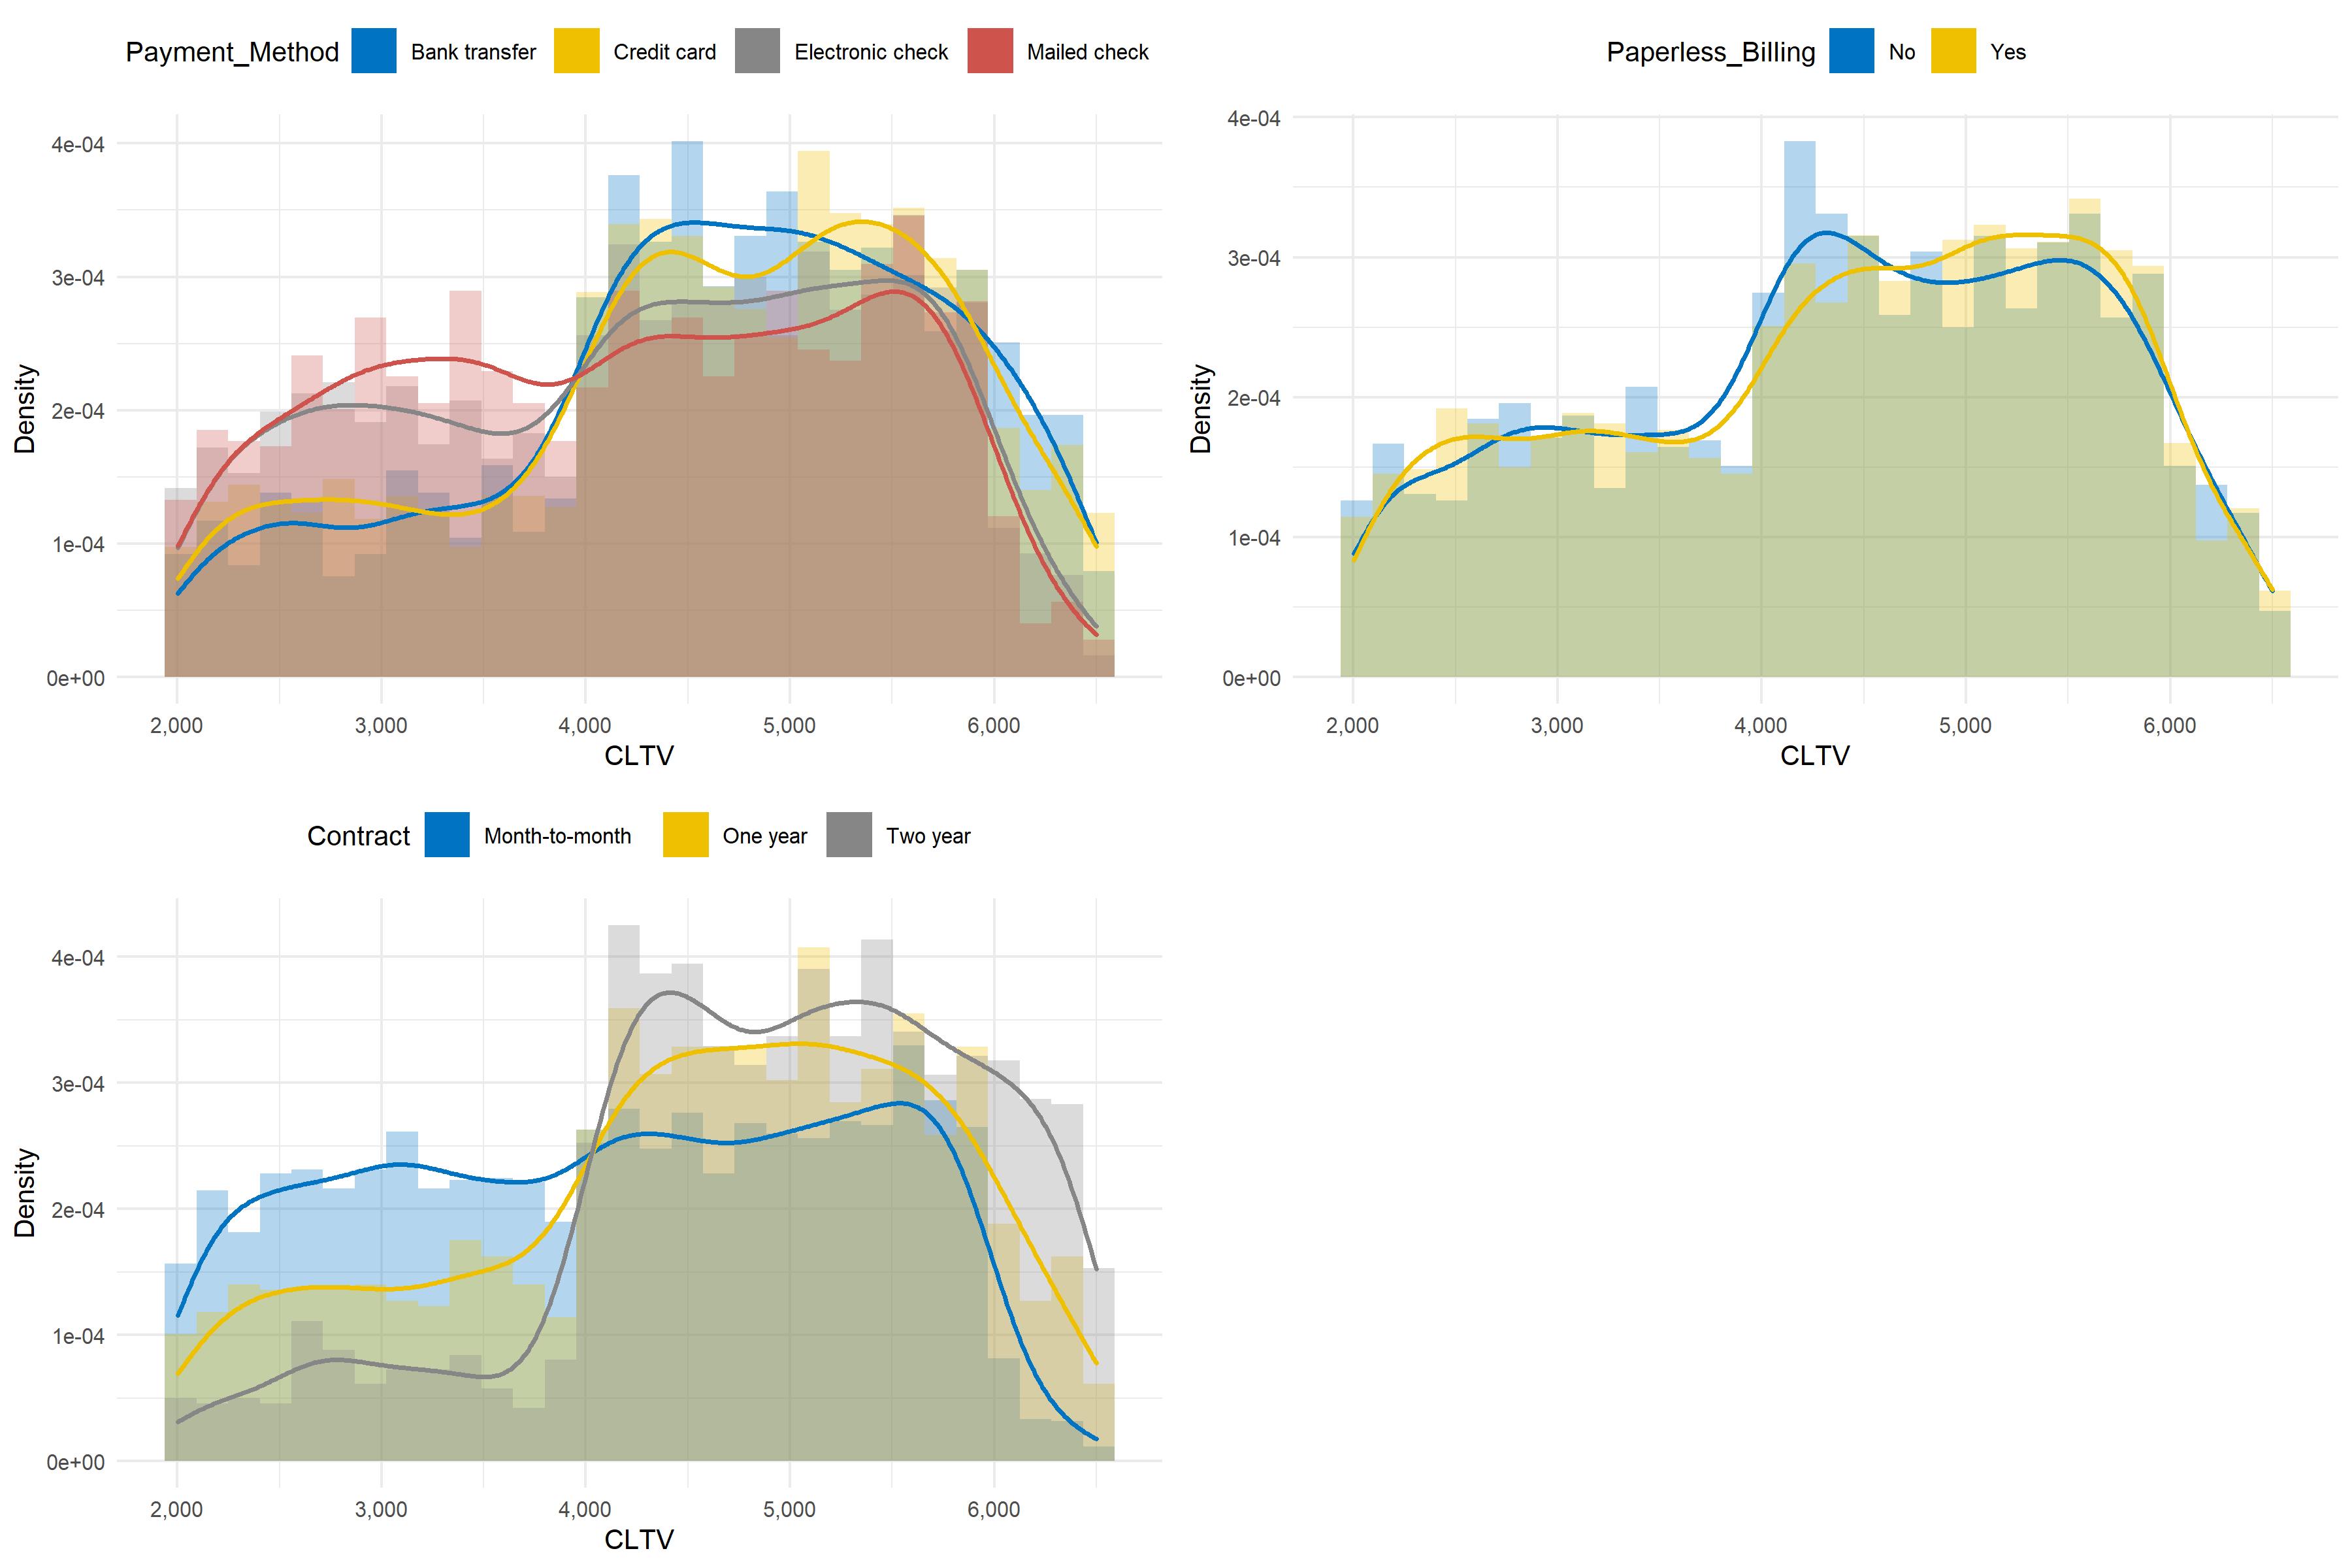 Payment_Method Bank transfer Credit card Electronic check Mailed check
4e-04
3e-04
2e-04
1e-04
0e+00
Density
2,000 3,000 4,000 5,000 6,000
CLTV
Paperless_Billing No Yes
4e-04
3e-04
2e-04
1e-04
0e+00
Density
2,000 3,000 4,000 5,000 6,000
CLTV
Contract Month-to-month One year Two year
4e-04
3e-04
2e-04
1e-04
0e+00
Density
2,000 3,000 4,000 5,000 6,000
CLTV